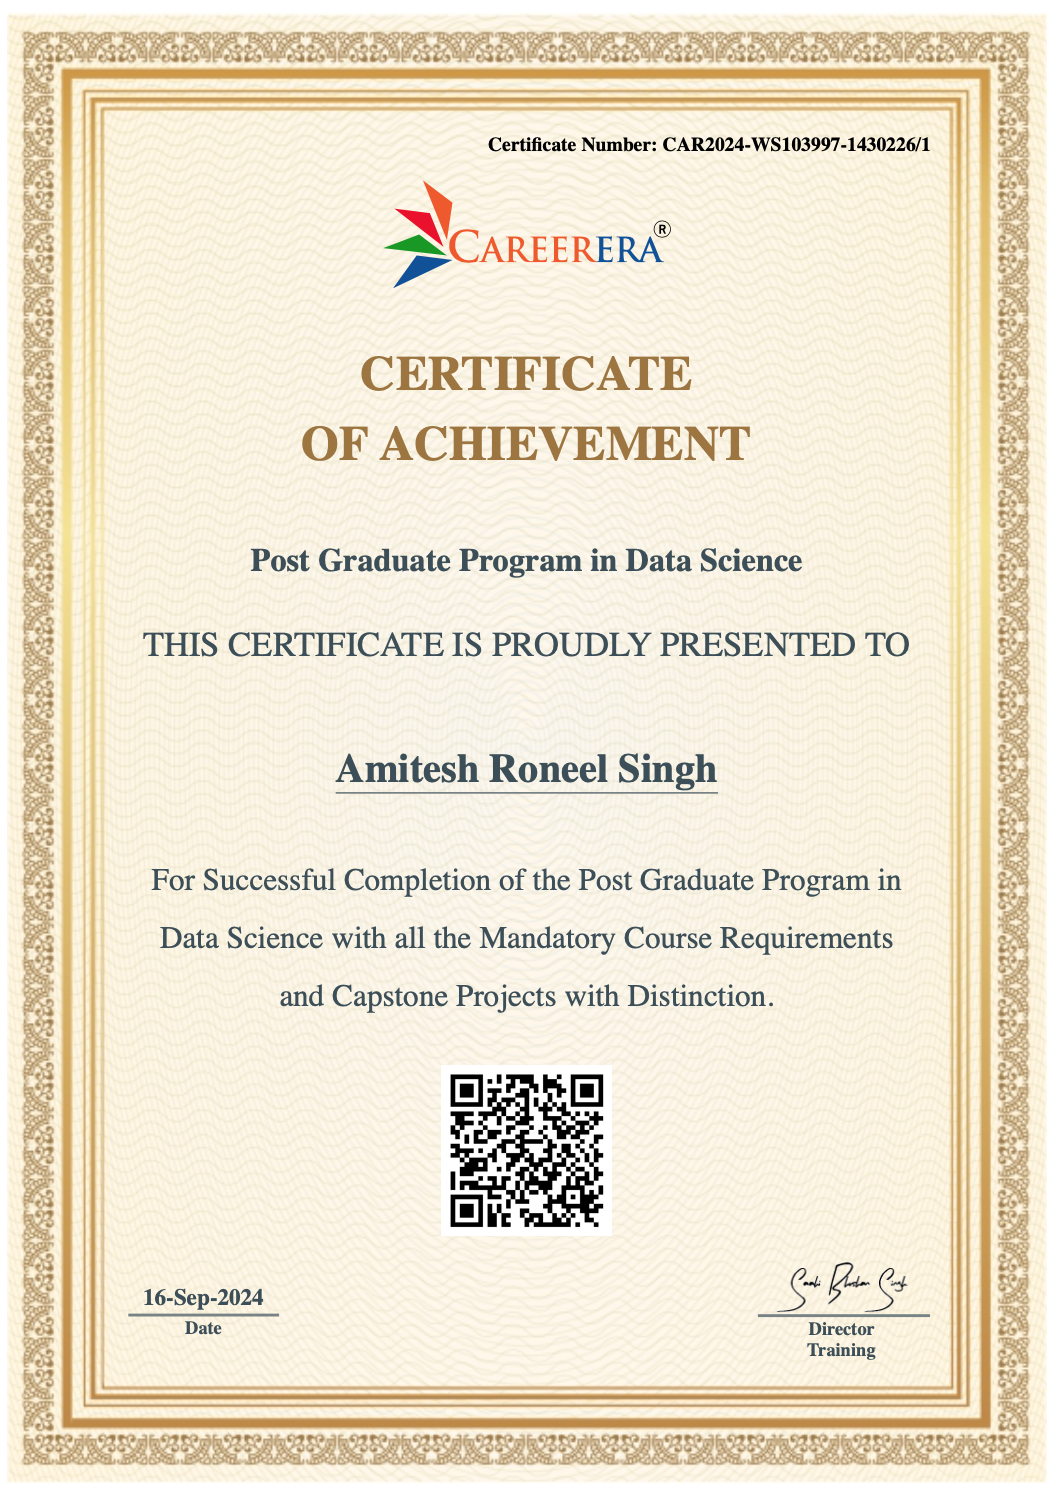 Certificate Number: CAR2024-WS103997-1430226/1
CAREERERA®
CERTIFICATE
OF ACHIEVEMENT
Post Graduate Program in Data Science
THIS CERTIFICATE IS PROUDLY PRESENTED TO
Amitesh Roneel Singh
For Successful Completion of the Post Graduate Program in
Data Science with all the Mandatory Course Requirements
and Capstone Projects with Distinction.
16-Sep-2024
Date
Singh
Director
Training